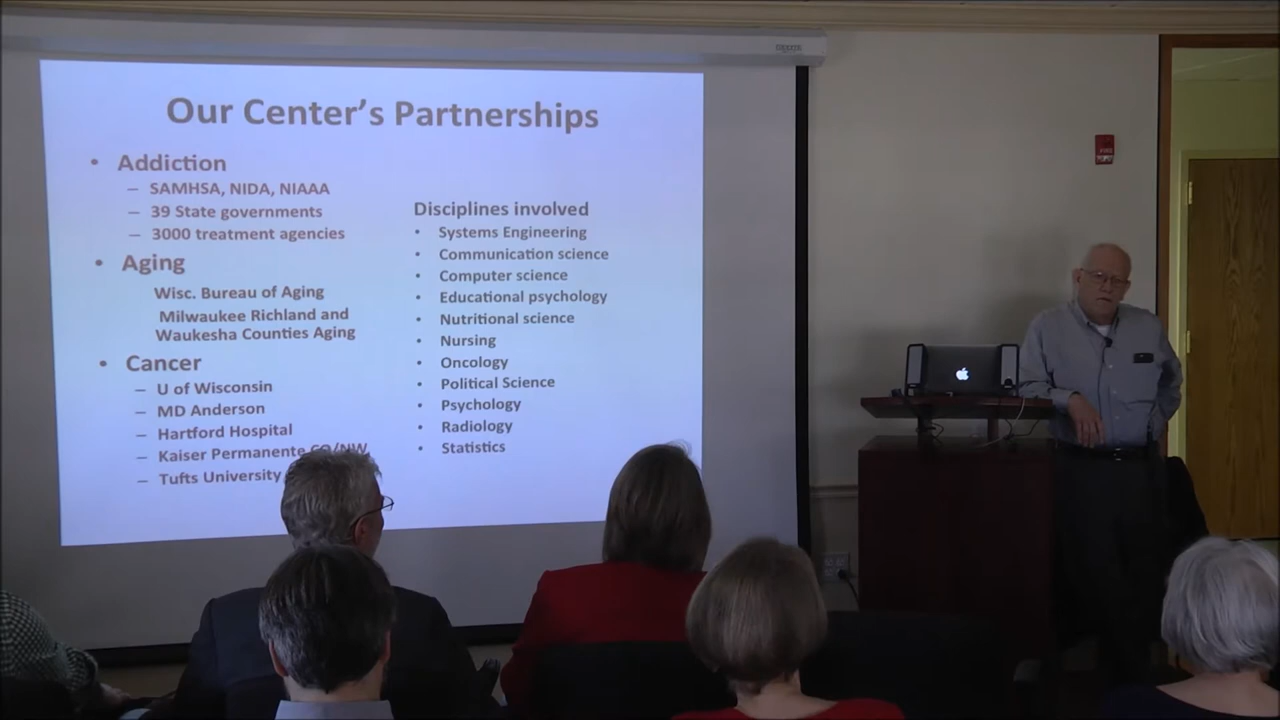 Our Center's Partnerships
• Addiction
– SAMHSA, NIDA, NIAAA
– 39 State governments
– 3000 treatment agencies
• Aging
Wisc. Bureau of Aging
Milwaukee Richland and
Waukesha Counties Aging
• Cancer
– U of Wisconsin
– MD Anderson
– Hartford Hospital
– Kaiser Permanente CO/NW
– Tufts University
Disciplines involved
• Systems Engineering
• Communication science
• Computer science
• Educational psychology
• Nutritional science
• Nursing
• Oncology
• Political Science
• Psychology
• Radiology
• Statistics